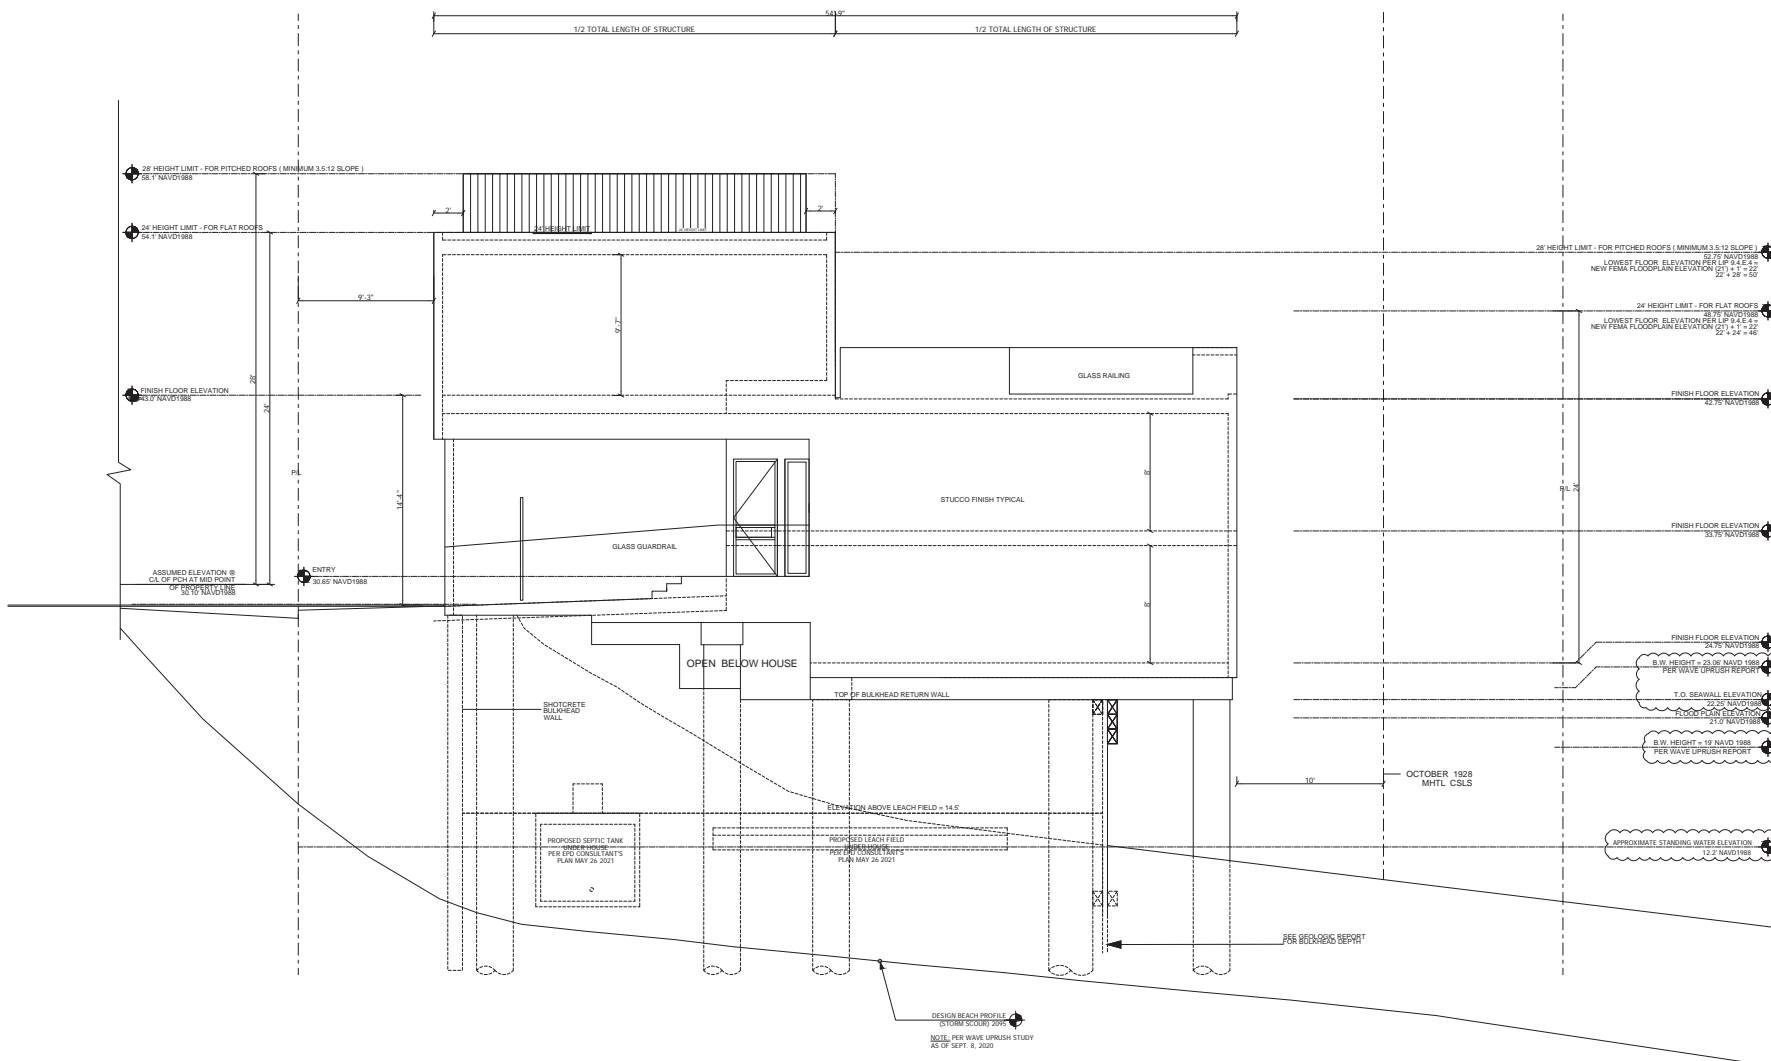 54'-9"
1/2 TOTAL LENGTH OF STRUCTURE
1/2 TOTAL LENGTH OF STRUCTURE
28' HEIGHT LIMIT - FOR PITCHED ROOFS ( MINIMUM 3.5:12 SLOPE )
58.1' NAVD1988
2'
2'
24' HEIGHT LIMIT - FOR FLAT ROOFS
54.1' NAVD1988
24' HEIGHT LIMIT
28' HEIGHT LIMIT - FOR PITCHED ROOFS ( MINIMUM 3.5:12 SLOPE )
52.75' NAVD1988
LOWEST FLOOR ELEVATION PER LIP 9.4.E.4 =
NEW FEMA FLOODPLAIN ELEVATION (21') + 1' = 22'
22' + 28' = 50'
9'-3"
24' HEIGHT LIMIT - FOR FLAT ROOFS
48.75' NAVD1988
LOWEST FLOOR ELEVATION PER LIP 9.4.E.4 =
NEW FEMA FLOODPLAIN ELEVATION (21') + 1' = 22'
22' + 24' = 46'
9'-7"
28'
24'
GLASS RAILING
FINISH FLOOR ELEVATION
43.0' NAVD1988
FINISH FLOOR ELEVATION
42.75' NAVD1988
P/L
14'-4"
8'
P/L
24'
STUCCO FINISH TYPICAL
FINISH FLOOR ELEVATION
33.75' NAVD1988
GLASS GUARDRAIL
ASSUMED ELEVATION @
C/L OF PCH AT MID POINT
OF PROPERTY LINE
30.10' NAVD1988
ENTRY
30.65' NAVD1988
8'
FINISH FLOOR ELEVATION
24.75' NAVD1988
OPEN BELOW HOUSE
B.W. HEIGHT = 23.06' NAVD 1988
PER WAVE UPRUSH REPORT
TOP OF BULKHEAD RETURN WALL
T.O. SEAWALL ELEVATION
22.25' NAVD1988
SHOTCRETE
BULKHEAD
WALL
FLOOD PLAIN ELEVATION
21.0' NAVD1988
B.W. HEIGHT = 19' NAVD 1988
PER WAVE UPRUSH REPORT
10'
OCTOBER 1928
MHTL CSLS
ELEVATION ABOVE LEACH FIELD = 14.5'
PROPOSED SEPTIC TANK
UNDER HOUSE
PER EPD CONSULTANT'S
PLAN MAY 26 2021
PROPOSED LEACH FIELD
UNDER HOUSE
PER EPD CONSULTANT'S
PLAN MAY 26 2021
APPROXIMATE STANDING WATER ELEVATION
12.2' NAVD1988
SEE GEOLOGIC REPORT
FOR BULKHEAD DEPTH
DESIGN BEACH PROFILE
(STORM SCOUR) 2095
NOTE: PER WAVE UPRUSH STUDY
AS OF SEPT. 8, 2020